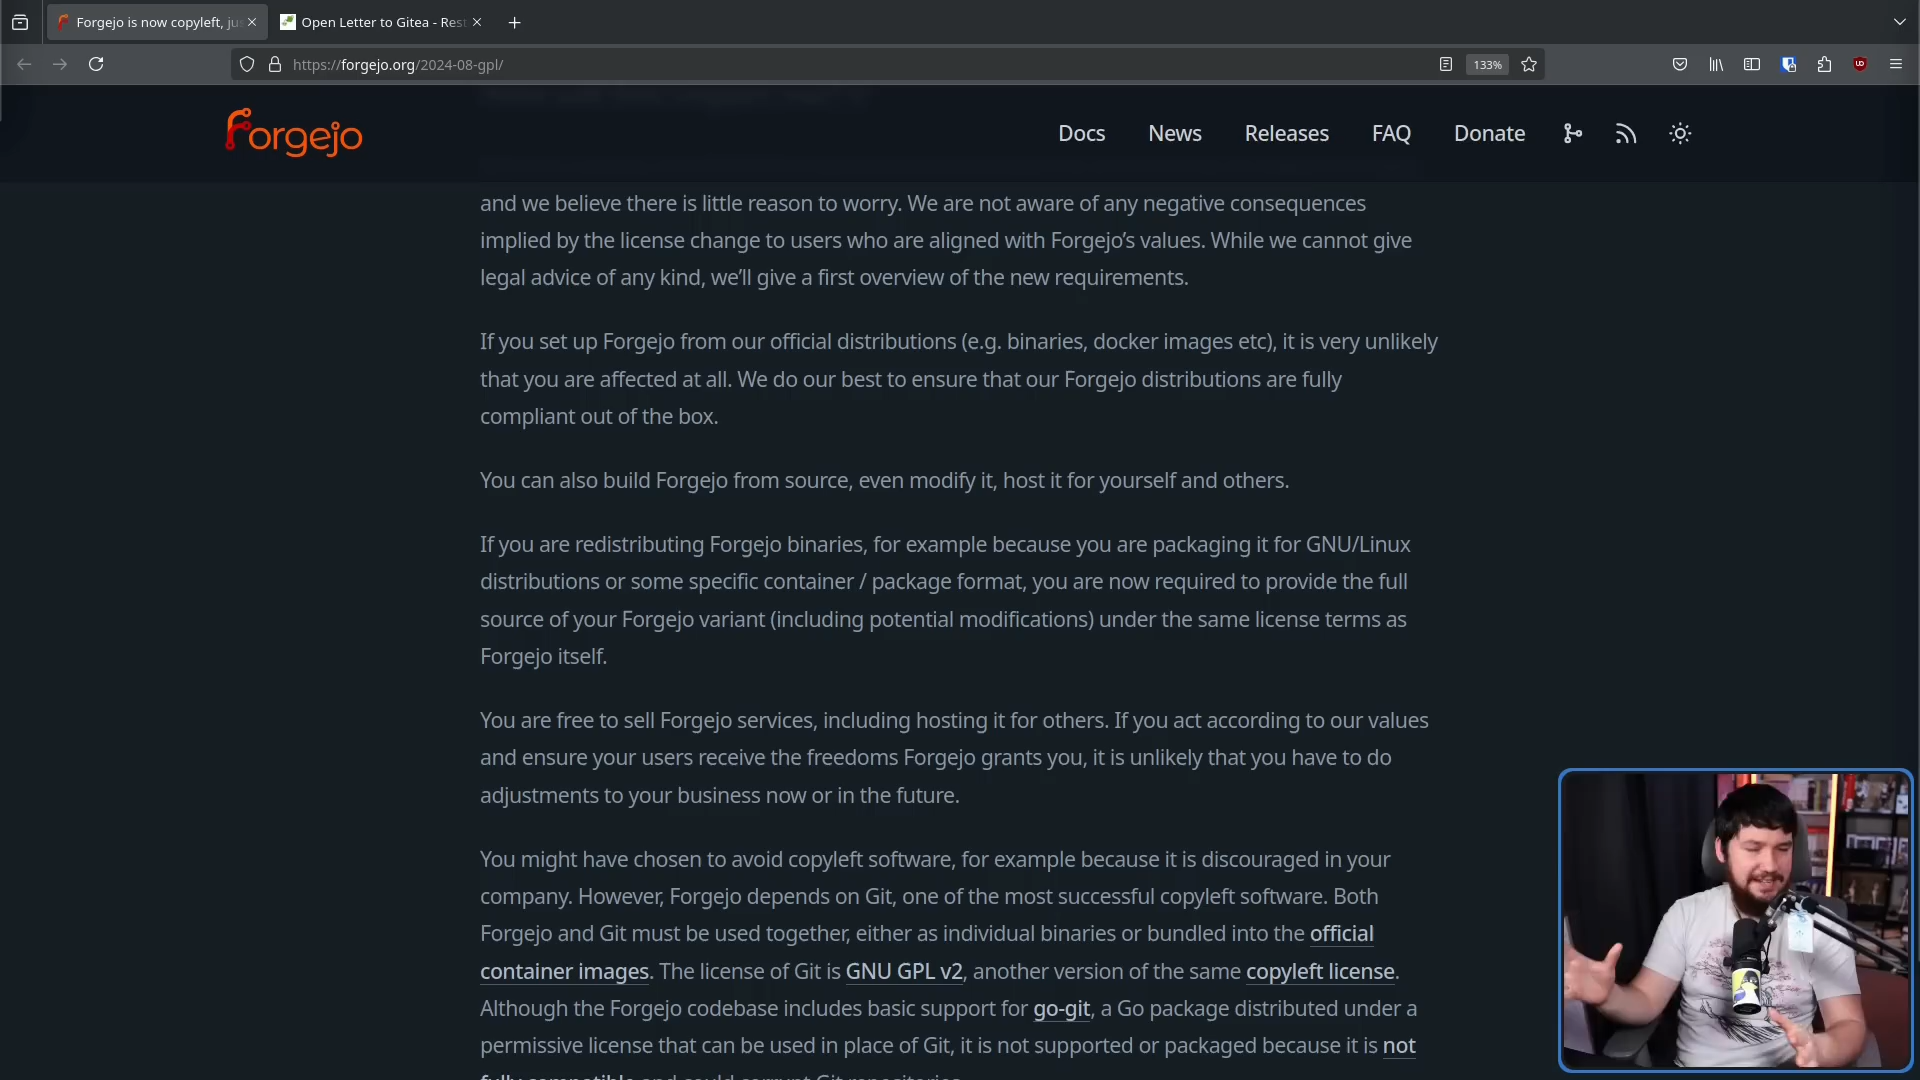 Forgejo is now copyleft, ju
Open Letter to Gitea - Res
https://forgejo.org/2024-08-gpl/
133%
Forgejo
Docs
News
Releases
FAQ
Donate
and we believe there is little reason to worry. We are not aware of any negative consequences
implied by the license change to users who are aligned with Forgejo’s values. While we cannot give
legal advice of any kind, we’ll give a first overview of the new requirements.
If you set up Forgejo from our official distributions (e.g. binaries, docker images etc), it is very unlikely
that you are affected at all. We do our best to ensure that our Forgejo distributions are fully
compliant out of the box.
You can also build Forgejo from source, even modify it, host it for yourself and others.
If you are redistributing Forgejo binaries, for example because you are packaging it for GNU/Linux
distributions or some specific container / package format, you are now required to provide the full
source of your Forgejo variant (including potential modifications) under the same license terms as
Forgejo itself.
You are free to sell Forgejo services, including hosting it for others. If you act according to our values
and ensure your users receive the freedoms Forgejo grants you, it is unlikely that you have to do
adjustments to your business now or in the future.
You might have chosen to avoid copyleft software, for example because it is discouraged in your
company. However, Forgejo depends on Git, one of the most successful copyleft software. Both
Forgejo and Git must be used together, either as individual binaries or bundled into the official
container images. The license of Git is GNU GPL v2, another version of the same copyleft license.
Although the Forgejo codebase includes basic support for go-git, a Go package distributed under a
permissive license that can be used in place of Git, it is not supported or packaged because it is not
fully compatible and could corrupt Git repositories.